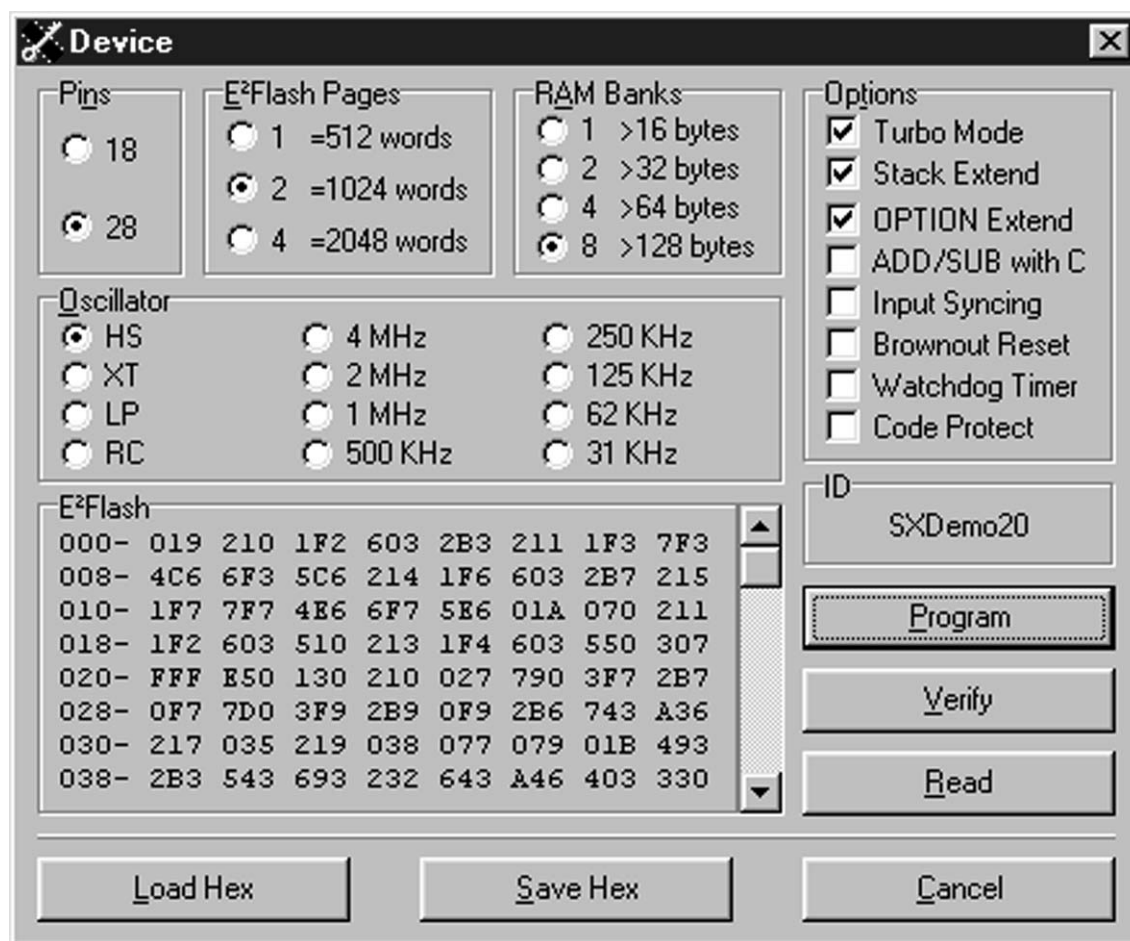 Device
Pins
18
28
E²Flash Pages
1 =512 words
2 =1024 words
4 =2048 words
RAM Banks
1 >16 bytes
2 >32 bytes
4 >64 bytes
8 >128 bytes
Options
Turbo Mode
Stack Extend
OPTION Extend
ADD/SUB with C
Input Syncing
Brownout Reset
Watchdog Timer
Code Protect
Oscillator
HS 4 MHz 250 KHz
XT 2 MHz 125 KHz
LP 1 MHz 62 KHz
RC 500 KHz 31 KHz
ID
SXDemo20
E²Flash
000- 019 210 1F2 603 2B3 211 1F3 7F3
008- 4C6 6F3 5C6 214 1F6 603 2B7 215
010- 1F7 7F7 4E6 6F7 5E6 01A 070 211
018- 1F2 603 510 213 1F4 603 550 307
020- FFF E50 130 210 027 790 3F7 2B7
028- 0F7 7D0 3F9 2B9 0F9 2B6 743 A36
030- 217 035 219 038 077 079 01B 493
038- 2B3 543 693 232 643 A46 403 330
Program
Verify
Read
Load Hex
Save Hex
Cancel